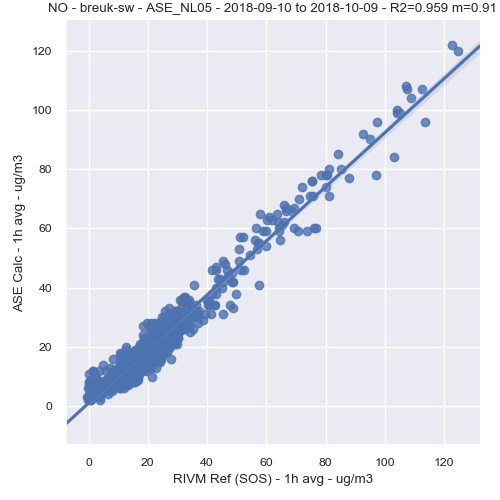 NO - breuk-sw - ASE_NL05 - 2018-09-10 to 2018-10-09 - R2=0.959 m=0.91
120
100
80
60
40
20
0
ASE Calc - 1h avg - ug/m3
0 20 40 60 80 100 120
RIVM Ref (SOS) - 1h avg - ug/m3